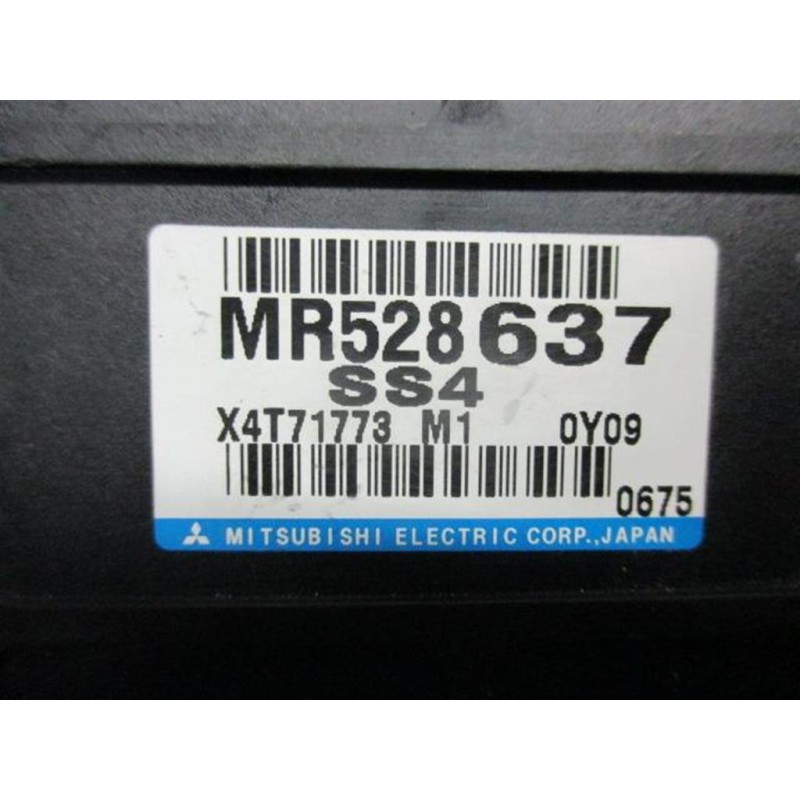 MR528637
SS4
X4T71773 M1 0Y09
0675
MITSUBISHI ELECTRIC CORP.,JAPAN